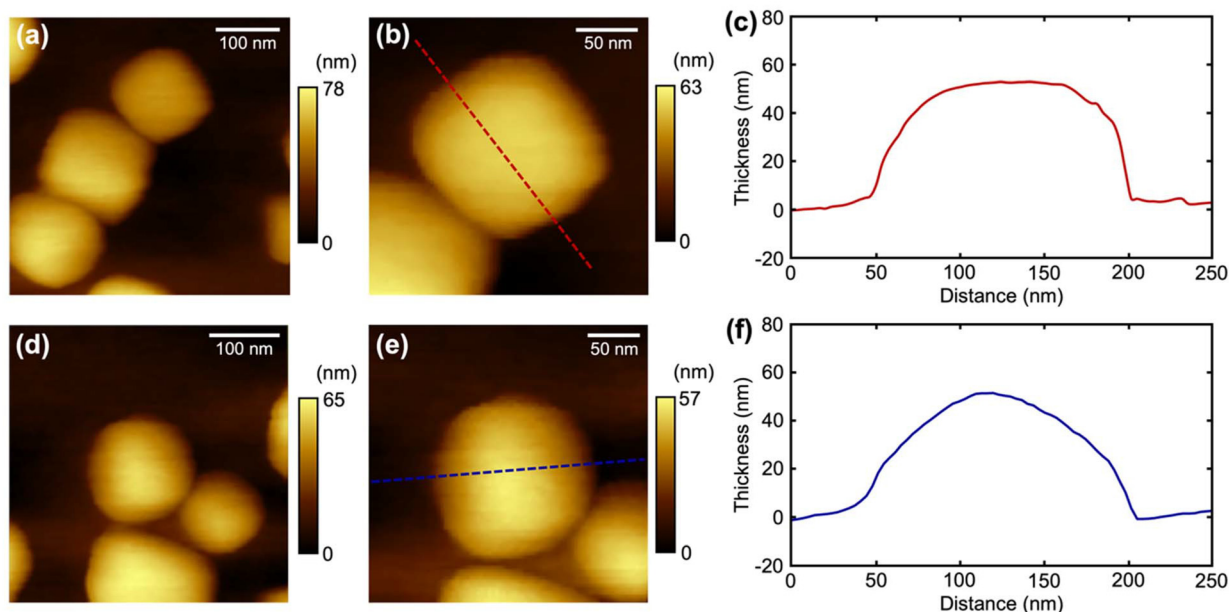 (a)
100 nm
(nm)
78
0
(b)
50 nm
(nm)
63
0
(c)
80
60
40
20
0
-20
Thickness (nm)
0 50 100 150 200 250
Distance (nm)
(d)
100 nm
(nm)
65
0
(e)
50 nm
(nm)
57
0
(f)
80
60
40
20
0
-20
Thickness (nm)
0 50 100 150 200 250
Distance (nm)